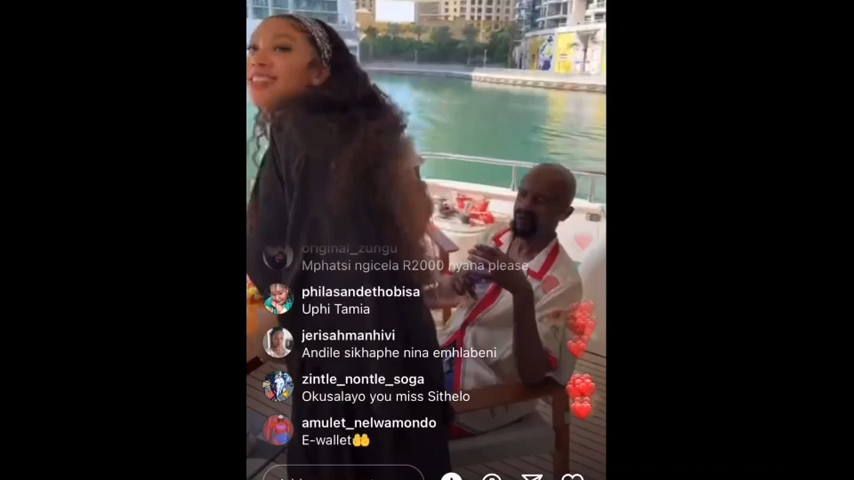 original_zungu
Mphatsi ngicela R2000 nyana please
philasandethobisa
Uphi Tamia
jerisahmanhivi
Andile sikhaphe nina emhlabeni
zintle_nontle_soga
Okusalayo you miss Sithelo
amulet_nelwamondo
E-wallet🤲